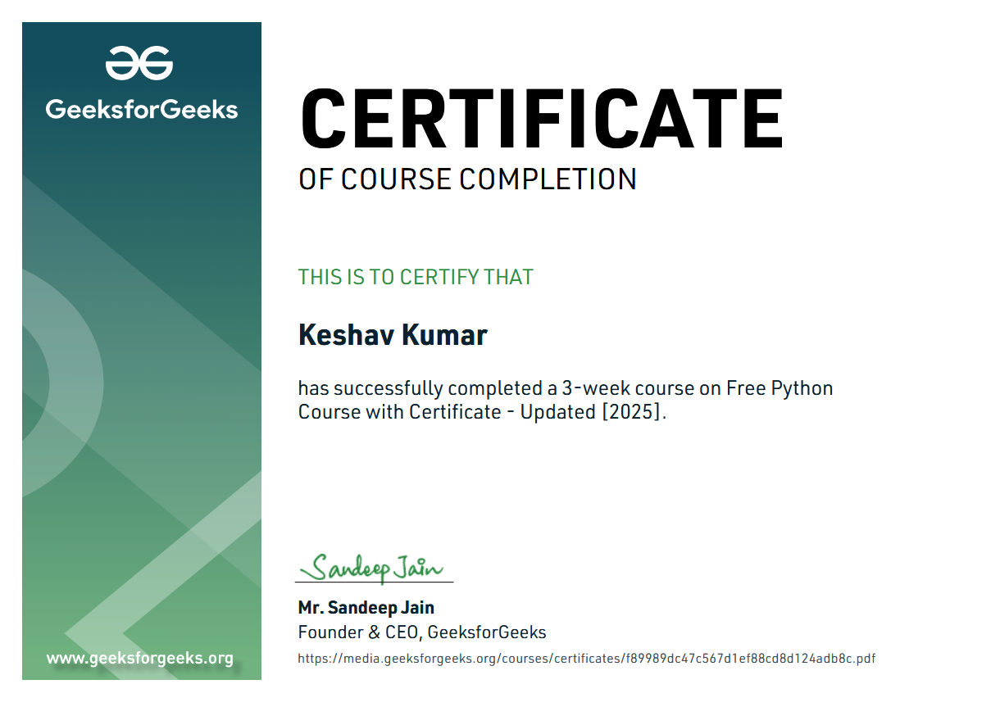 GeeksforGeeks
CERTIFICATE
OF COURSE COMPLETION
THIS IS TO CERTIFY THAT
Keshav Kumar
has successfully completed a 3-week course on Free Python
Course with Certificate - Updated [2025].
Sandeep Jain
Mr. Sandeep Jain
Founder & CEO, GeeksforGeeks
https://media.geeksforgeeks.org/courses/certificates/f89989dc47c567d1ef88cd8d124adb8c.pdf
www.geeksforgeeks.org